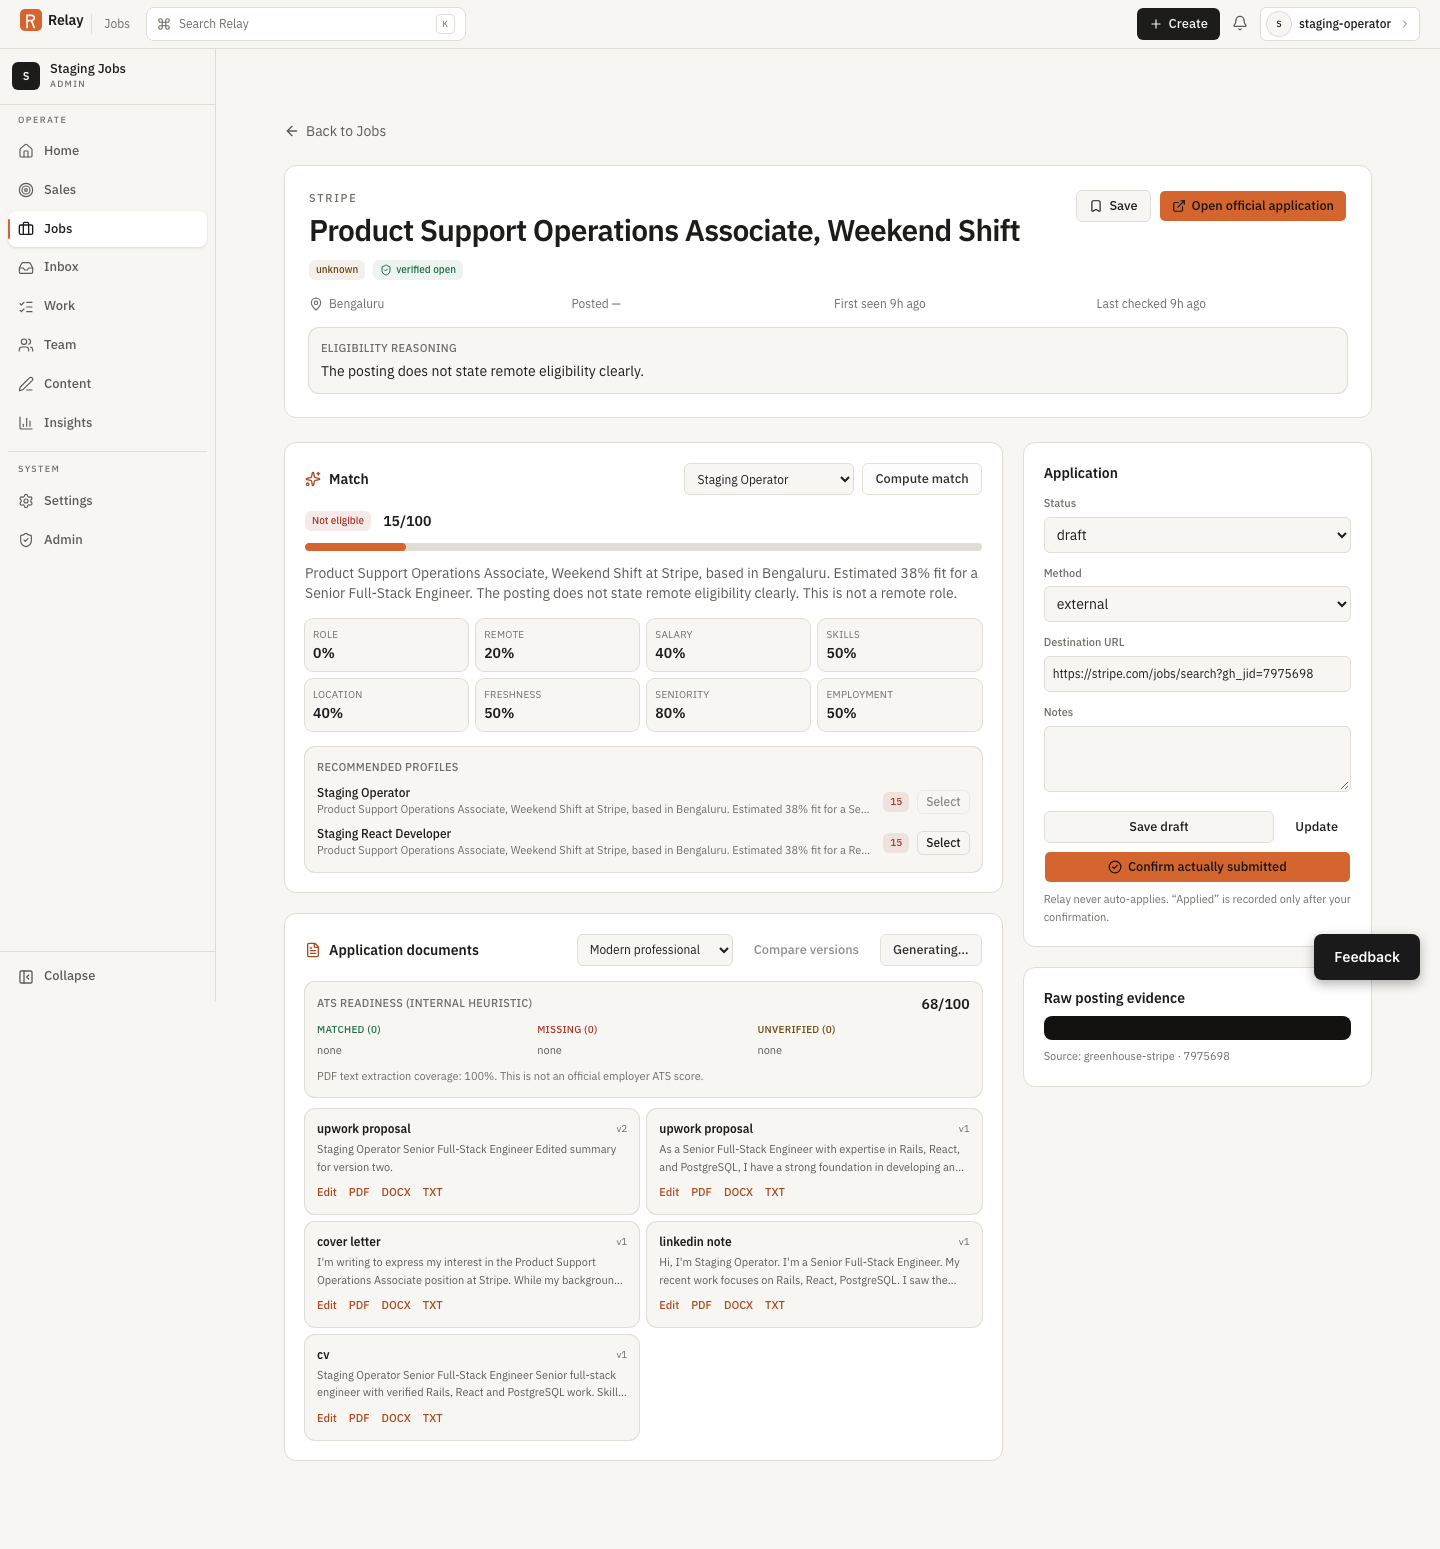 Relay
Jobs
Search Relay
K
Create
S
staging-operator
S
Staging Jobs
ADMIN
OPERATE
Home
Sales
Jobs
Inbox
Work
Team
Content
Insights
SYSTEM
Settings
Admin
Collapse
Back to Jobs
STRIPE
Product Support Operations Associate, Weekend Shift
Save
Open official application
unknown
verified open
Bengaluru
Posted —
First seen 9h ago
Last checked 9h ago
ELIGIBILITY REASONING
The posting does not state remote eligibility clearly.
Match
Staging Operator
Compute match
Not eligible
15/100
Product Support Operations Associate, Weekend Shift at Stripe, based in Bengaluru. Estimated 38% fit for a
Senior Full-Stack Engineer. The posting does not state remote eligibility clearly. This is not a remote role.
ROLE
0%
REMOTE
20%
SALARY
40%
SKILLS
50%
LOCATION
40%
FRESHNESS
50%
SENIORITY
80%
EMPLOYMENT
50%
RECOMMENDED PROFILES
Staging Operator
Product Support Operations Associate, Weekend Shift at Stripe, based in Bengaluru. Estimated 38% fit for a Se...
15
Select
Staging React Developer
Product Support Operations Associate, Weekend Shift at Stripe, based in Bengaluru. Estimated 38% fit for a Re...
15
Select
Application documents
Modern professional
Compare versions
Generating...
ATS READINESS (INTERNAL HEURISTIC)
68/100
MATCHED (0)
none
MISSING (0)
none
UNVERIFIED (0)
none
PDF text extraction coverage: 100%. This is not an official employer ATS score.
upwork proposal
v2
Staging Operator Senior Full-Stack Engineer Edited summary
for version two.
Edit PDF DOCX TXT
upwork proposal
v1
As a Senior Full-Stack Engineer with expertise in Rails, React,
and PostgreSQL, I have a strong foundation in developing an...
Edit PDF DOCX TXT
cover letter
v1
I'm writing to express my interest in the Product Support
Operations Associate position at Stripe. While my backgroun...
Edit PDF DOCX TXT
linkedin note
v1
Hi, I'm Staging Operator. I'm a Senior Full-Stack Engineer. My
recent work focuses on Rails, React, PostgreSQL. I saw the...
Edit PDF DOCX TXT
cv
v1
Staging Operator Senior Full-Stack Engineer Senior full-stack
engineer with verified Rails, React and PostgreSQL work. Skill...
Edit PDF DOCX TXT
Application
Status
draft
Method
external
Destination URL
https://stripe.com/jobs/search?gh_jid=7975698
Notes
Save draft
Update
Confirm actually submitted
Relay never auto-applies. “Applied” is recorded only after your
confirmation.
Feedback
Raw posting evidence
Source: greenhouse-stripe · 7975698